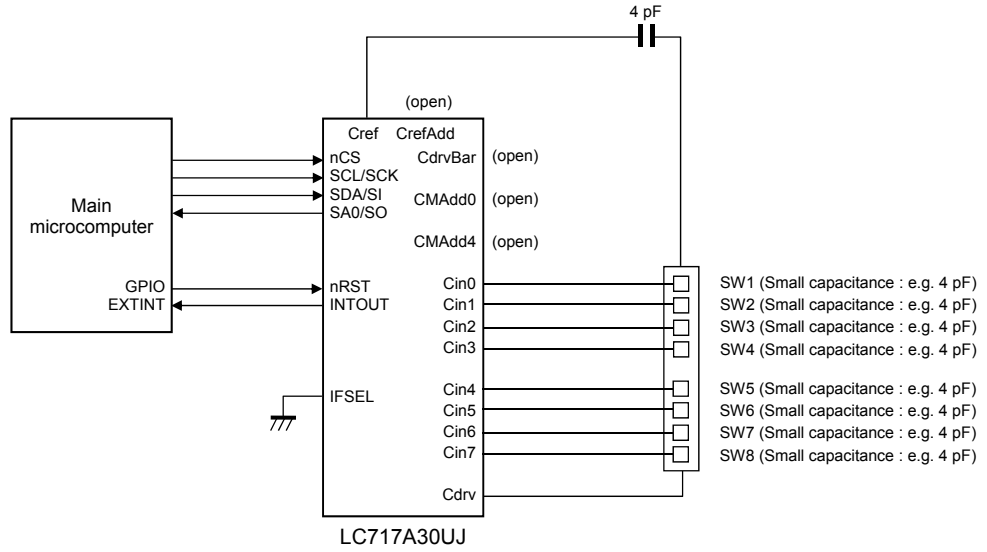 4 pF
(open)
Cref CrefAdd
nCS CdrvBar (open)
SCL/SCK
SDA/SI CMAdd0 (open)
SA0/SO
Main
microcomputer
CMAdd4 (open)
GPIO nRST Cin0 SW1 (Small capacitance : e.g. 4 pF)
EXTINT INTOUT Cin1 SW2 (Small capacitance : e.g. 4 pF)
Cin2 SW3 (Small capacitance : e.g. 4 pF)
Cin3 SW4 (Small capacitance : e.g. 4 pF)
IFSEL Cin4 SW5 (Small capacitance : e.g. 4 pF)
Cin5 SW6 (Small capacitance : e.g. 4 pF)
Cin6 SW7 (Small capacitance : e.g. 4 pF)
Cin7 SW8 (Small capacitance : e.g. 4 pF)
Cdrv
LC717A30UJ